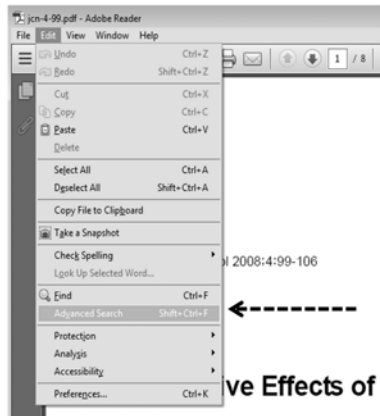 jcn-4-99.pdf - Adobe Reader
File Edit View Window Help
Undo Ctrl+Z
Redo Shift+Ctrl+Z
1 / 8
Cut Ctrl+X
Copy Ctrl+C
Paste Ctrl+V
Delete
Select All Ctrl+A
Deselect All Shift+Ctrl+A
Copy File to Clipboard
Take a Snapshot
Check Spelling
ol 2008;4:99-106
Look Up Selected Word...
Find Ctrl+F
Advanced Search Shift+Ctrl+F
Protection
Analysis
Accessibility
Preferences... Ctrl+K
ive Effects of